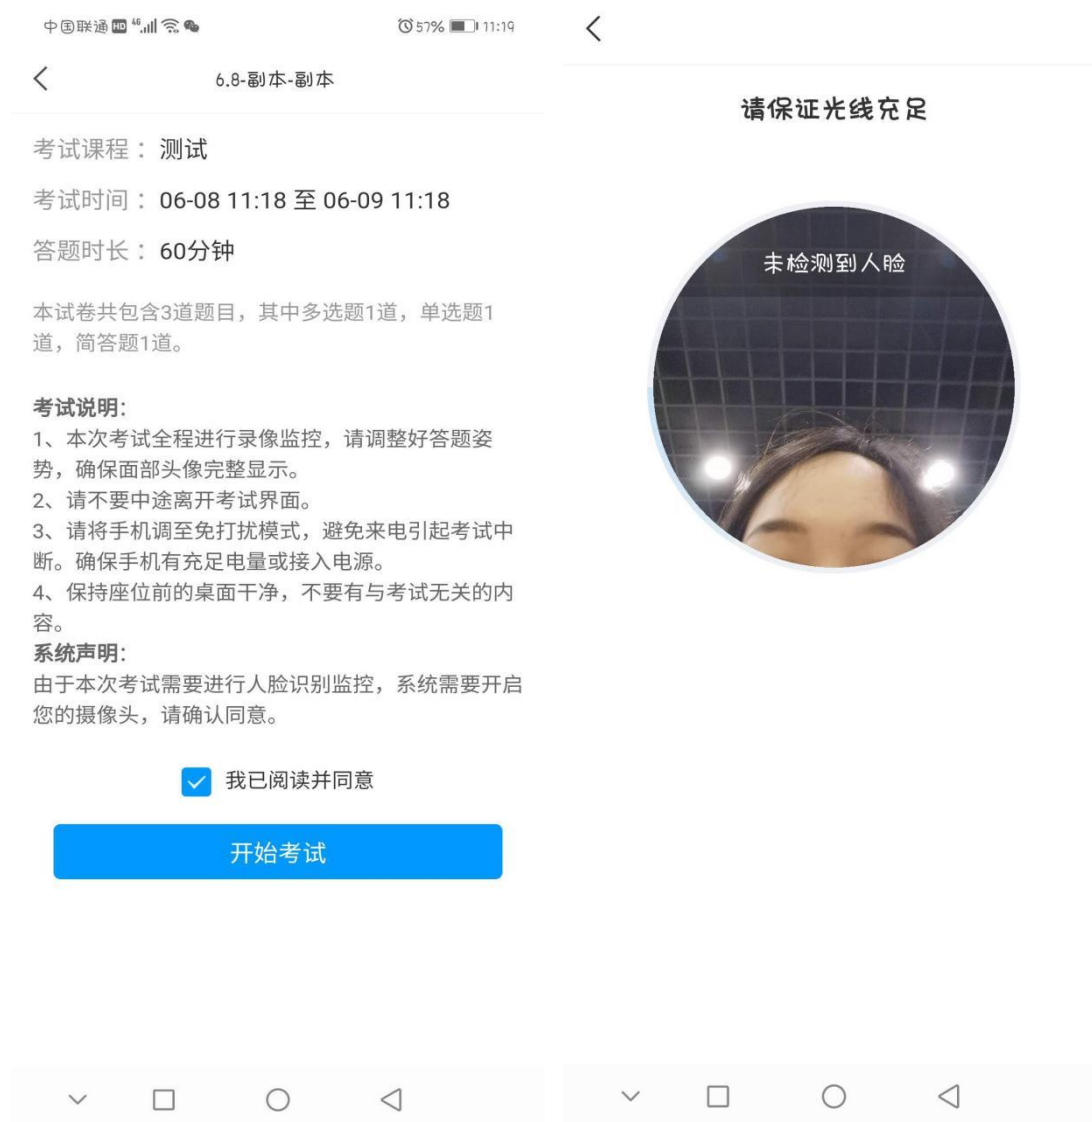 中国联通 HD 46 57% 11:19
6.8-副本-副本
考试课程： 测试
考试时间： 06-08 11:18 至 06-09 11:18
答题时长： 60分钟
本试卷共包含3道题目，其中多选题1道，单选题1
道，简答题1道。
考试说明：
1、本次考试全程进行录像监控，请调整好答题姿
势，确保面部头像完整显示。
2、请不要中途离开考试界面。
3、请将手机调至免打扰模式，避免来电引起考试中
断。确保手机有充足电量或接入电源。
4、保持座位前的桌面干净，不要有与考试无关的内
容。
系统声明：
由于本次考试需要进行人脸识别监控，系统需要开启
您的摄像头，请确认同意。
我已阅读并同意
开始考试
请保证光线充足
未检测到人脸